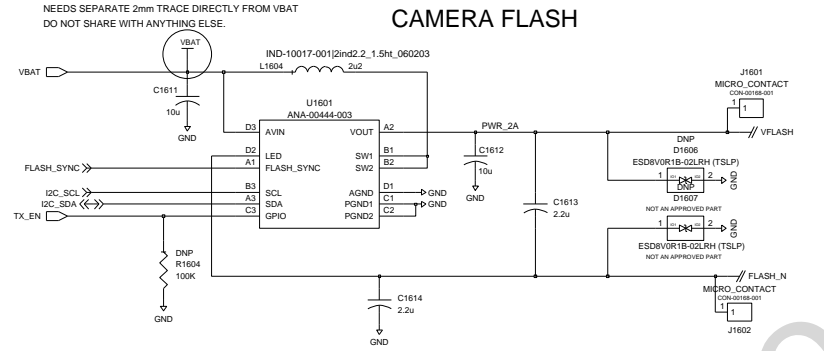 NEEDS SEPARATE 2mm TRACE DIRECTLY FROM VBAT
DO NOT SHARE WITH ANYTHING ELSE.
CAMERA FLASH
VBAT
IND-10017-001|2ind2.2_1.5ht_060203
L1604 2u2
VBAT
C1611
10u
GND
U1601
ANA-00444-003
D3 AVIN
VOUT A2
D2 LED
A1 FLASH_SYNC
SW1 B1
SW2 B2
B3 SCL
A3 SDA
C3 GPIO
AGND D1
PGND1 C1
PGND2 C2
GND
GND
FLASH_SYNC
I2C_SCL
I2C_SDA
TX_EN
DNP
R1604
100K
GND
PWR_2A
C1612
10u
GND
C1613
2.2u
C1614
2.2u
GND
J1601
MICRO_CONTACT
CON-00168-001
1 1
VFLASH
DNP
D1606
ESD8V0R1B-02LRH (TSLP)
1 2
GND
DNP
D1607
NOT AN APPROVED PART
1 2
GND
ESD8V0R1B-02LRH (TSLP)
NOT AN APPROVED PART
FLASH_N
MICRO_CONTACT
CON-00168-001
1 1
J1602